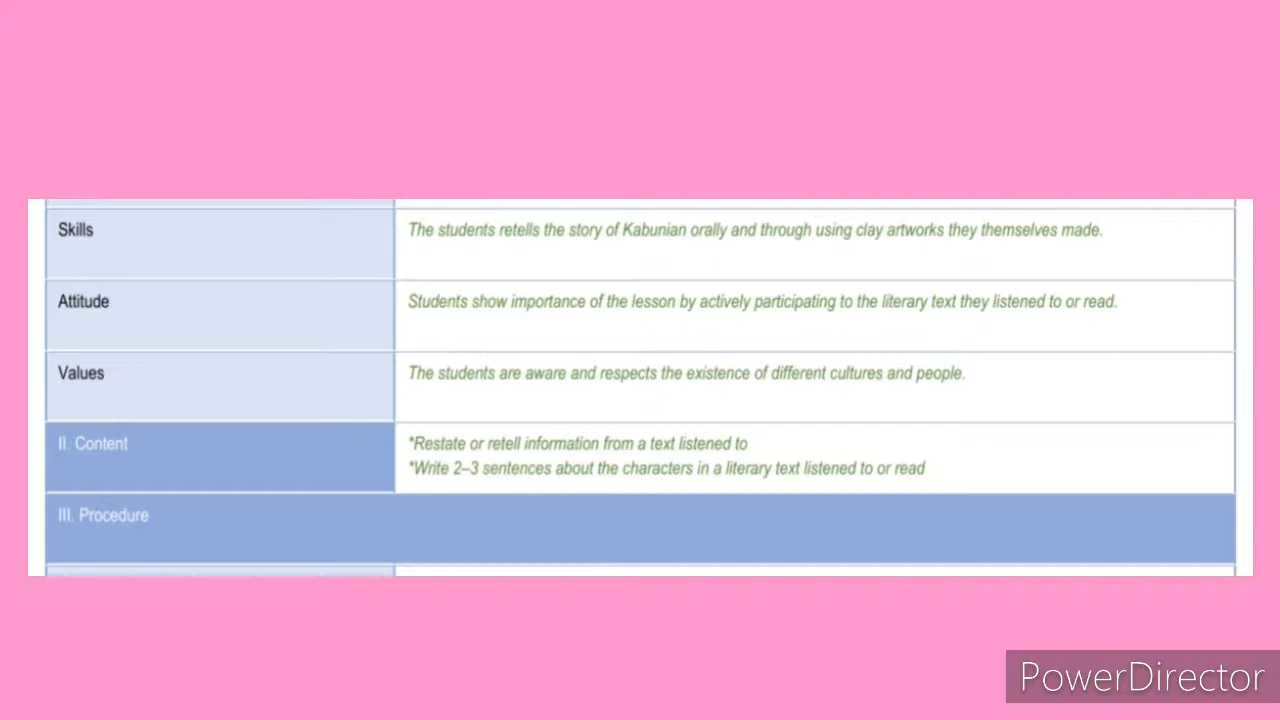 Skills
The students retells the story of Kabunian orally and through using clay artworks they themselves made.
Attitude
Students show importance of the lesson by actively participating to the literary text they listened to or read.
Values
The students are aware and respects the existence of different cultures and people.
II. Content
*Restate or retell information from a text listened to
*Write 2–3 sentences about the characters in a literary text listened to or read
III. Procedure
PowerDirector